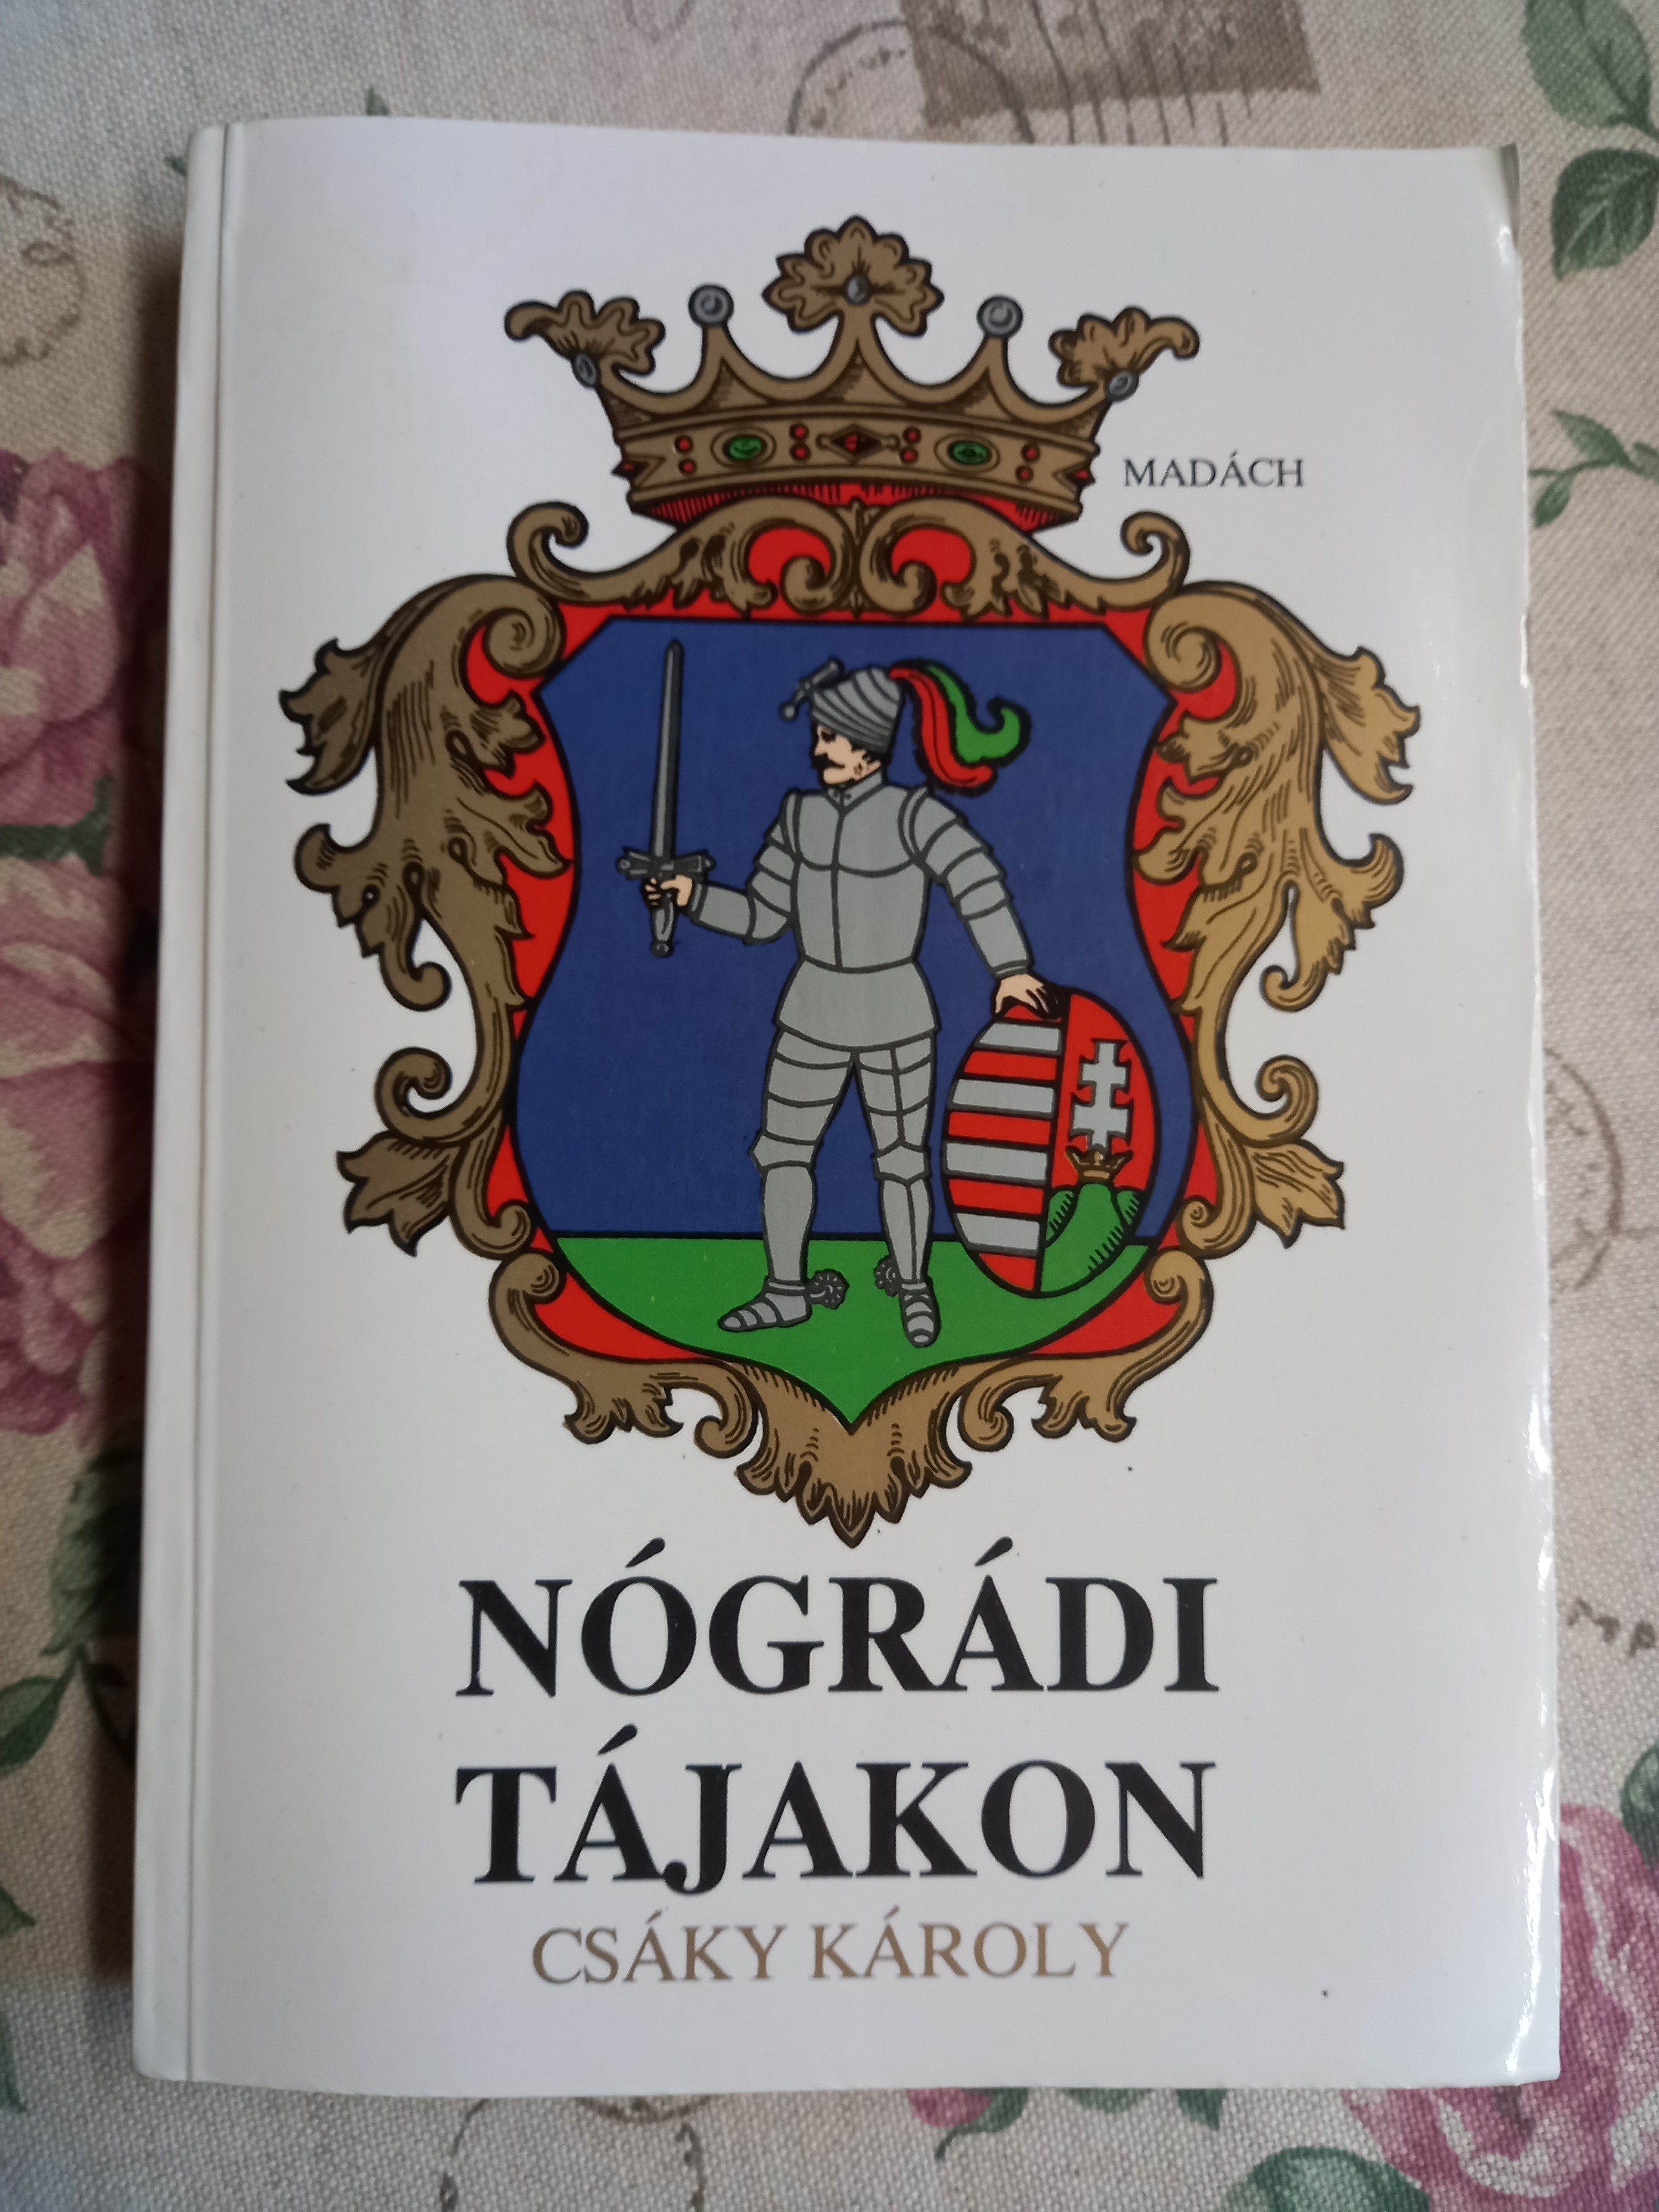 MADÁCH
NÓGRÁDI
TÁJAKON
CSÁKY KÁROLY